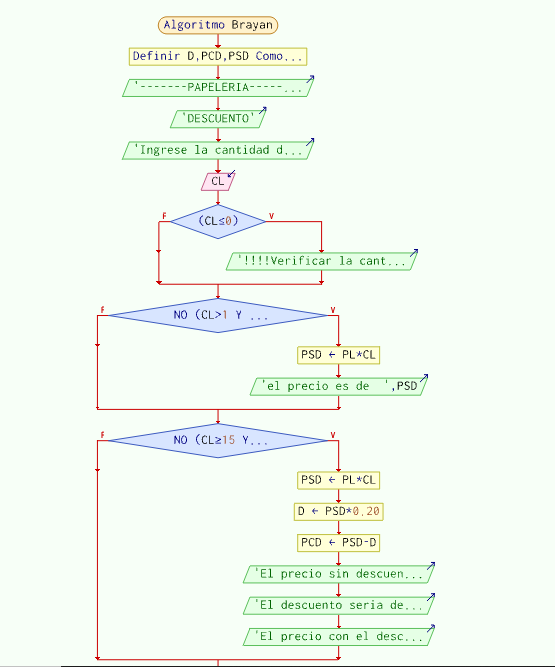 Algoritmo Brayan
Definir D,PCD,PSD Como...
'-------PAPELERIA-----...
'DESCUENTO'
'Ingrese la cantidad d...
CL
F (CL≤0) V
'!!!!Verificar la cant...
F NO (CL>1 Y ... V
PSD ← PL*CL
'el precio es de  ',PSD
F NO (CL≥15 Y... V
PSD ← PL*CL
D ← PSD*0.20
PCD ← PSD-D
'El precio sin descuen...
'El descuento seria de...
'El precio con el desc...